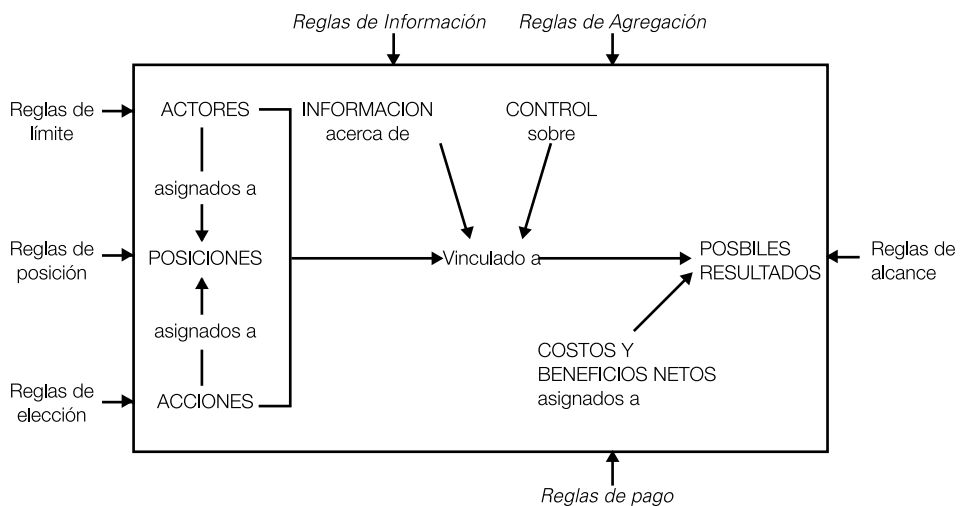 Reglas de Información
Reglas de Agregación
Reglas de
límite
ACTORES
INFORMACION
acerca de
CONTROL
sobre
asignados a
Reglas de
posición
POSICIONES
Vinculado a
POSBILES
RESULTADOS
Reglas de
alcance
asignados a
COSTOS Y
BENEFICIOS NETOS
asignados a
Reglas de
elección
ACCIONES
Reglas de pago